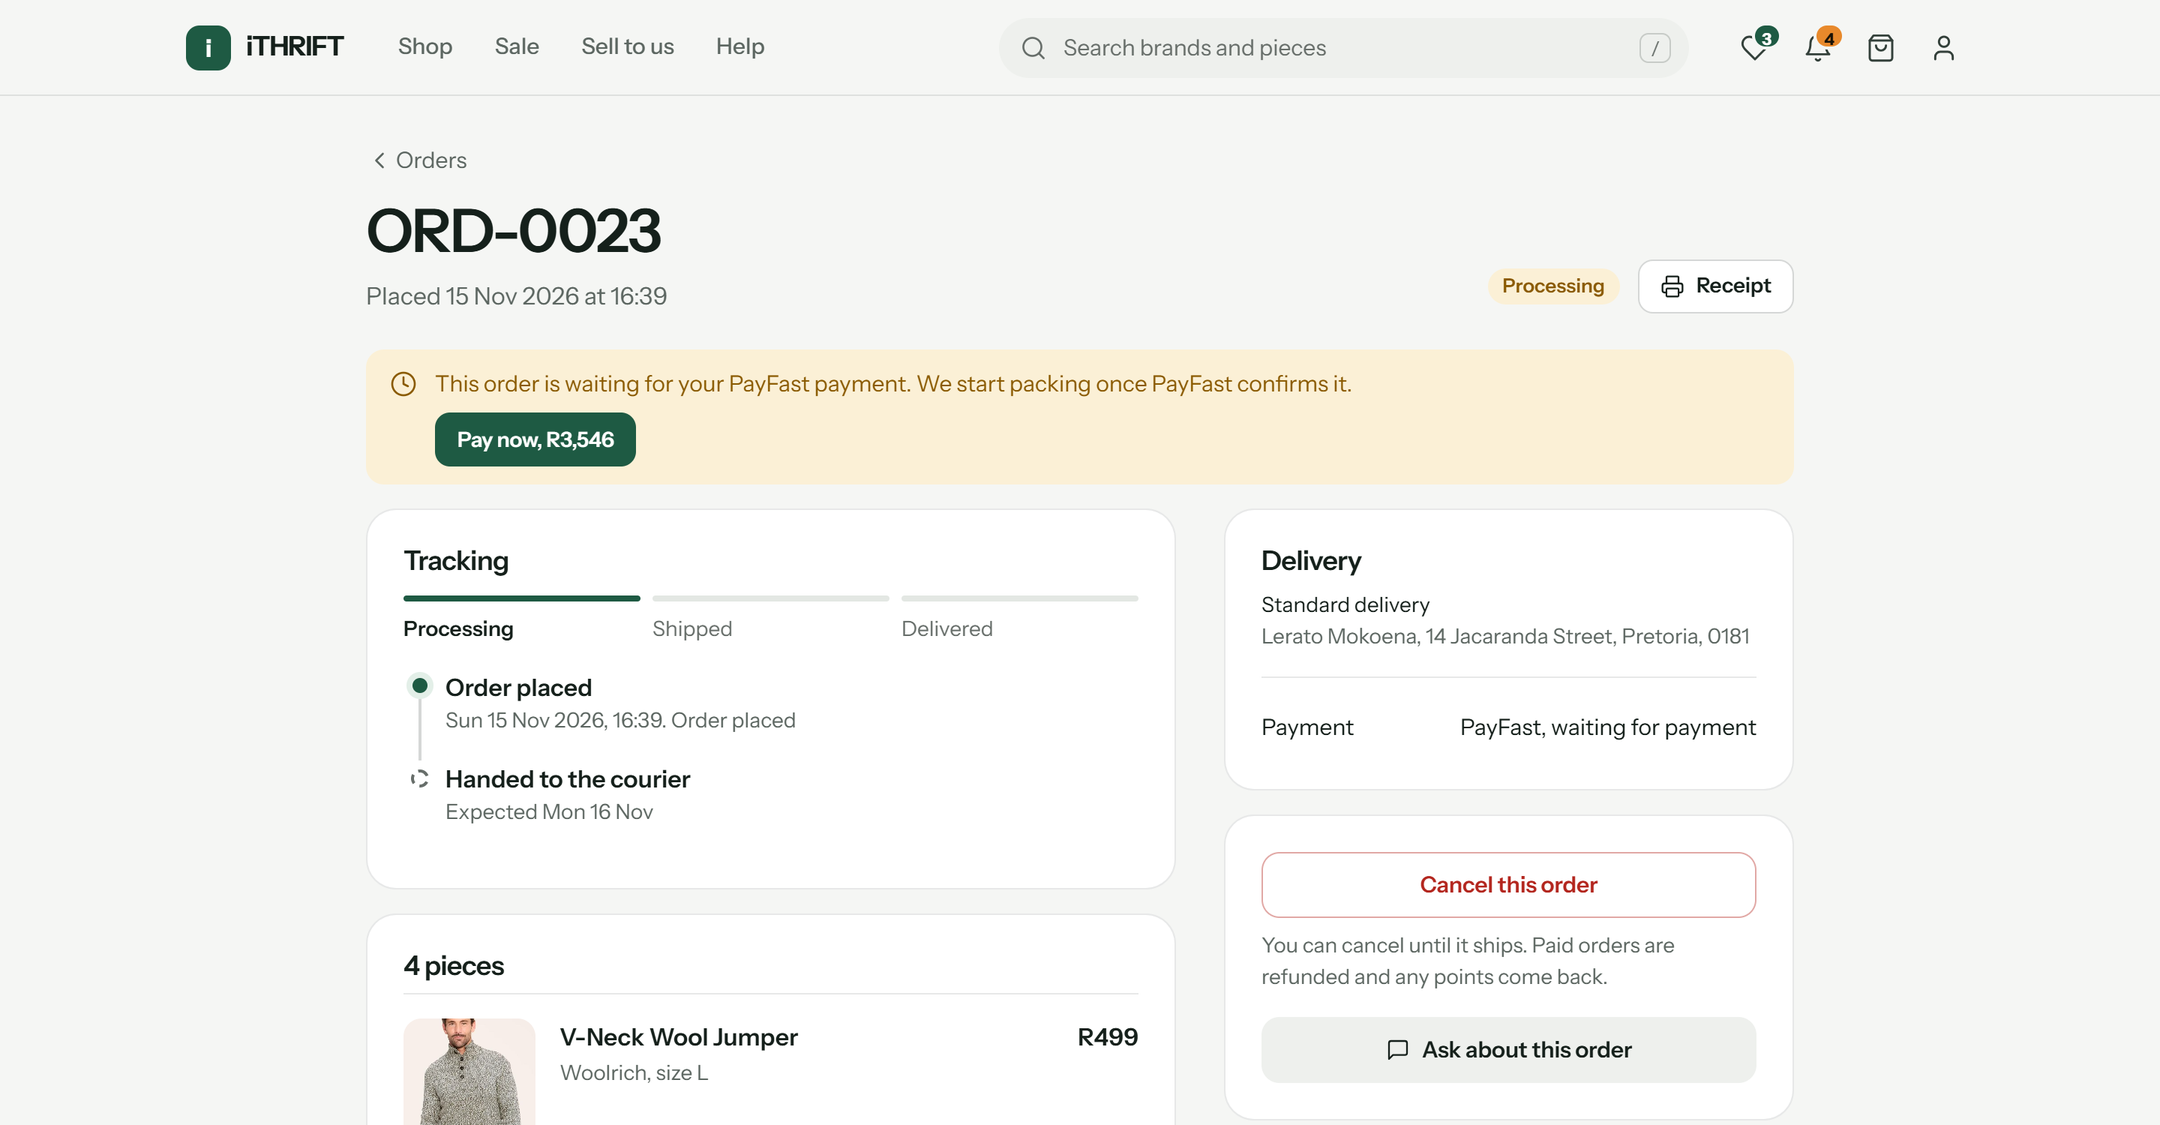 i iTHRIFT Shop Sale Sell to us Help Search brands and pieces / 3 4
Orders
ORD-0023
Placed 15 Nov 2026 at 16:39
Processing Receipt
This order is waiting for your PayFast payment. We start packing once PayFast confirms it.
Pay now, R3,546
Tracking
Processing Shipped Delivered
Order placed
Sun 15 Nov 2026, 16:39. Order placed
Handed to the courier
Expected Mon 16 Nov
4 pieces
V-Neck Wool Jumper R499
Woolrich, size L
Delivery
Standard delivery
Lerato Mokoena, 14 Jacaranda Street, Pretoria, 0181
Payment PayFast, waiting for payment
Cancel this order
You can cancel until it ships. Paid orders are
refunded and any points come back.
Ask about this order